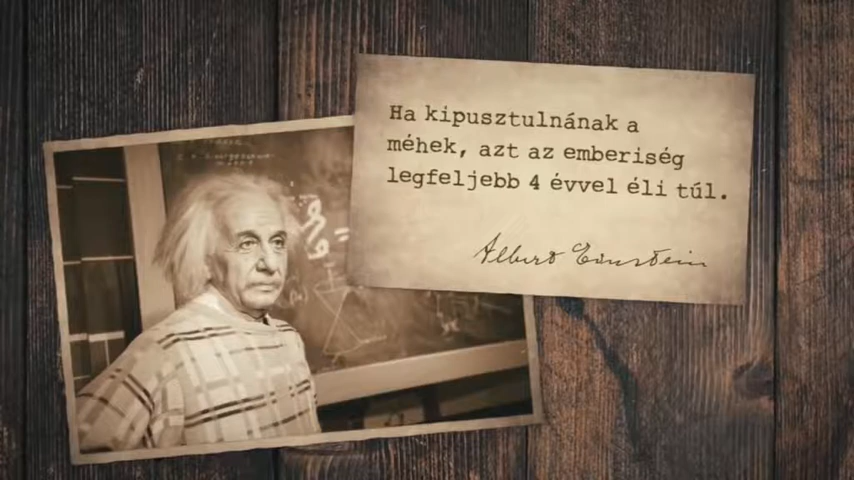 Ha kipusztulnának a
méhek, azt az emberiség
legfeljebb 4 évvel éli túl.
Albert Einstein